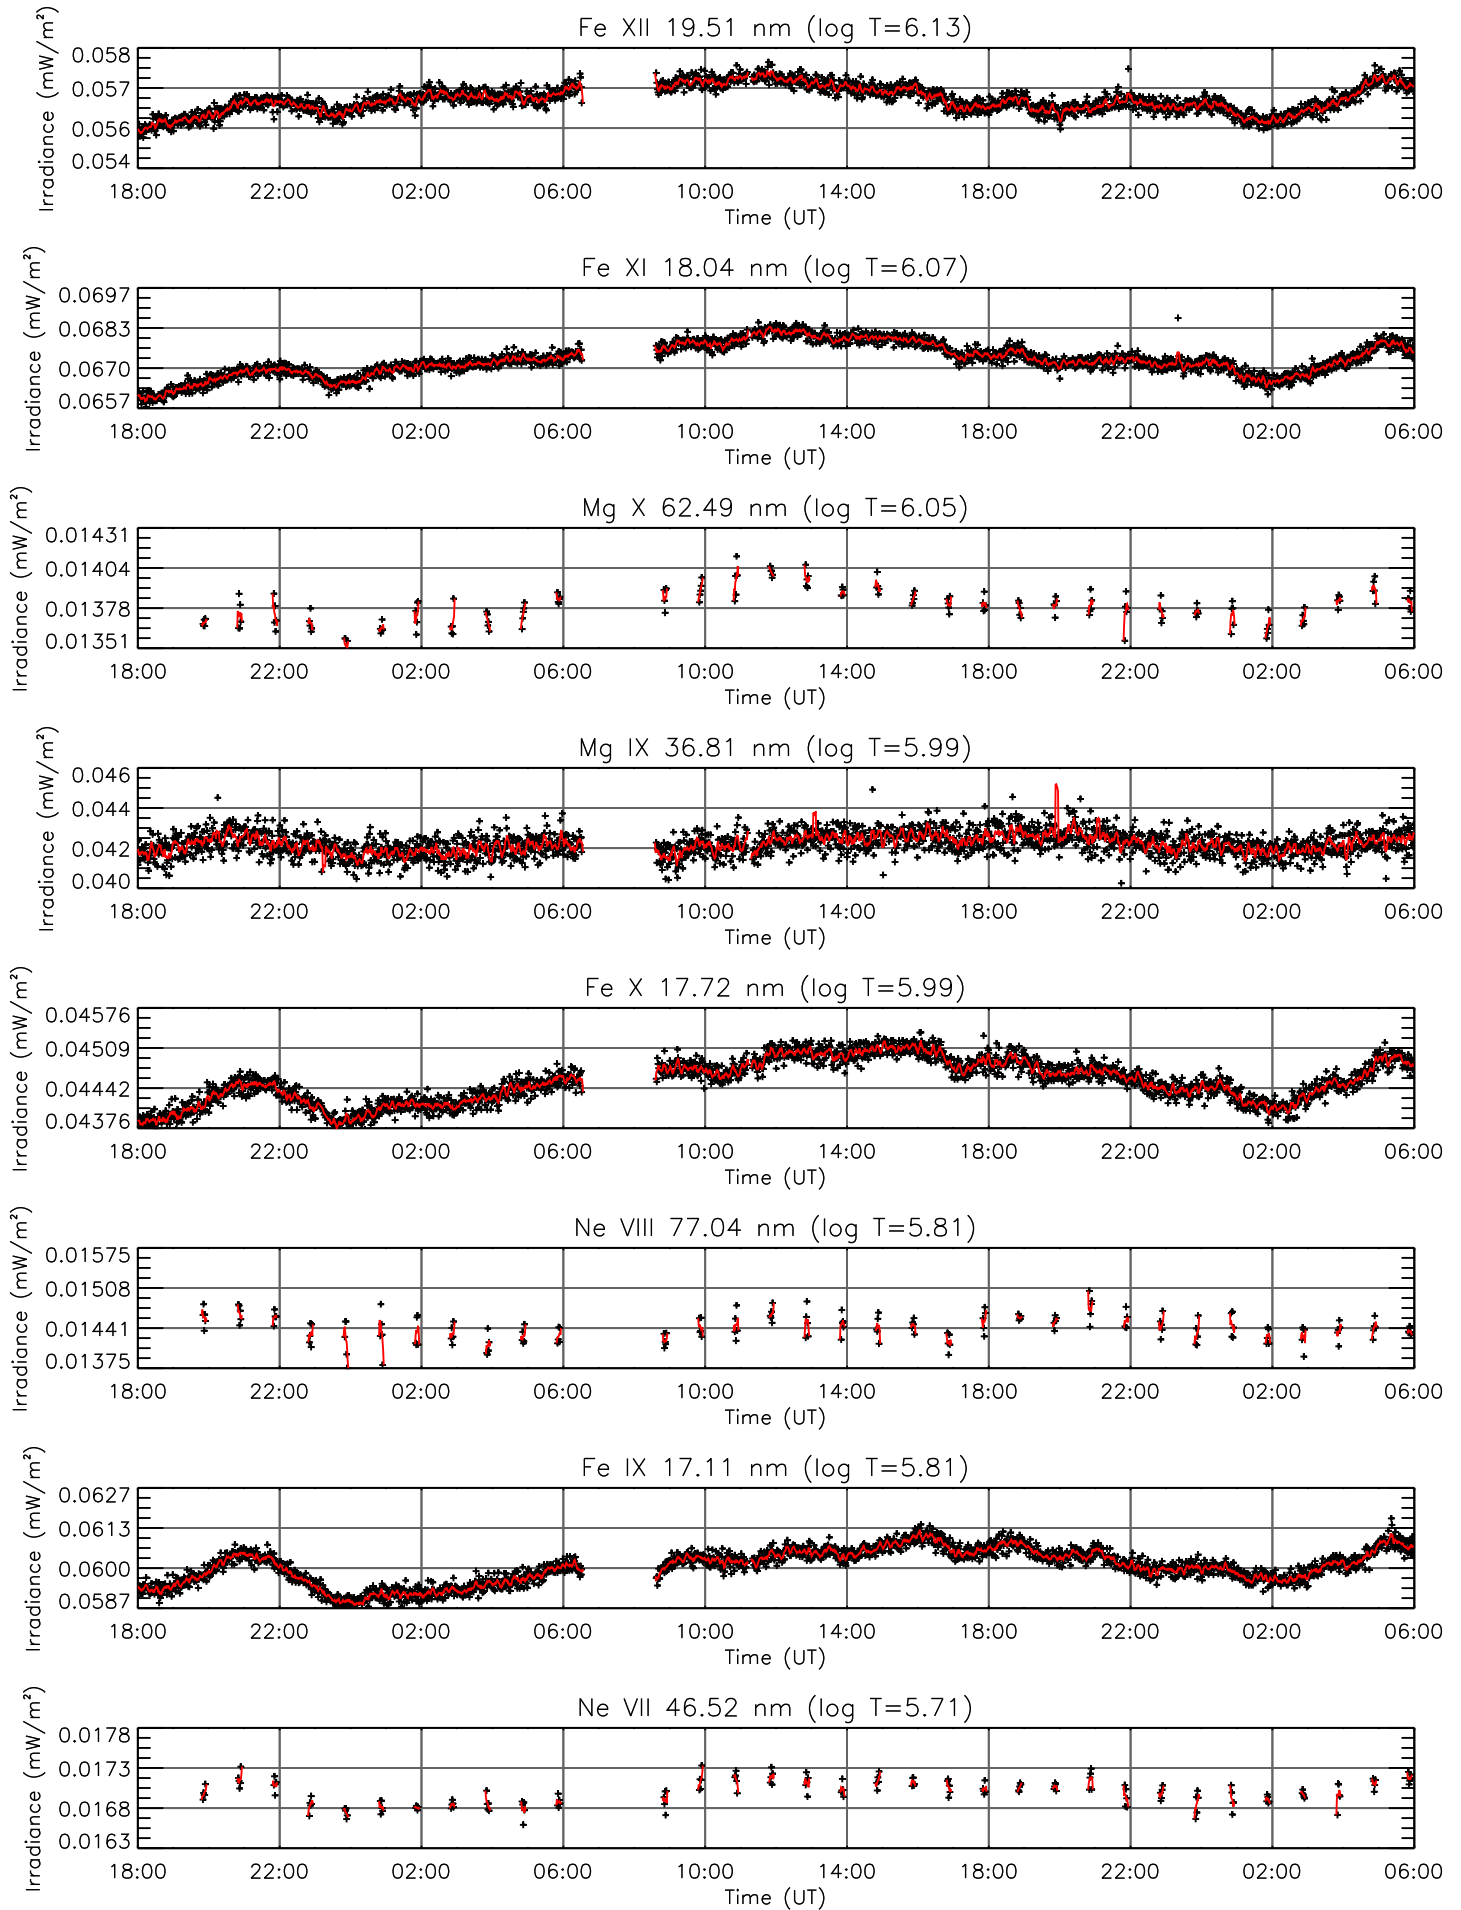 Fe XII 19.51 nm (log T=6.13)
Irradiance (mW/m²)
0.058
0.057
0.056
0.054
18:00 22:00 02:00 06:00 10:00 14:00 18:00 22:00 02:00 06:00
Time (UT)
Fe XI 18.04 nm (log T=6.07)
Irradiance (mW/m²)
0.0697
0.0683
0.0670
0.0657
18:00 22:00 02:00 06:00 10:00 14:00 18:00 22:00 02:00 06:00
Time (UT)
Mg X 62.49 nm (log T=6.05)
Irradiance (mW/m²)
0.01431
0.01404
0.01378
0.01351
18:00 22:00 02:00 06:00 10:00 14:00 18:00 22:00 02:00 06:00
Time (UT)
Mg IX 36.81 nm (log T=5.99)
Irradiance (mW/m²)
0.046
0.044
0.042
0.040
18:00 22:00 02:00 06:00 10:00 14:00 18:00 22:00 02:00 06:00
Time (UT)
Fe X 17.72 nm (log T=5.99)
Irradiance (mW/m²)
0.04576
0.04509
0.04442
0.04376
18:00 22:00 02:00 06:00 10:00 14:00 18:00 22:00 02:00 06:00
Time (UT)
Ne VIII 77.04 nm (log T=5.81)
Irradiance (mW/m²)
0.01575
0.01508
0.01441
0.01375
18:00 22:00 02:00 06:00 10:00 14:00 18:00 22:00 02:00 06:00
Time (UT)
Fe IX 17.11 nm (log T=5.81)
Irradiance (mW/m²)
0.0627
0.0613
0.0600
0.0587
18:00 22:00 02:00 06:00 10:00 14:00 18:00 22:00 02:00 06:00
Time (UT)
Ne VII 46.52 nm (log T=5.71)
Irradiance (mW/m²)
0.0178
0.0173
0.0168
0.0163
18:00 22:00 02:00 06:00 10:00 14:00 18:00 22:00 02:00 06:00
Time (UT)